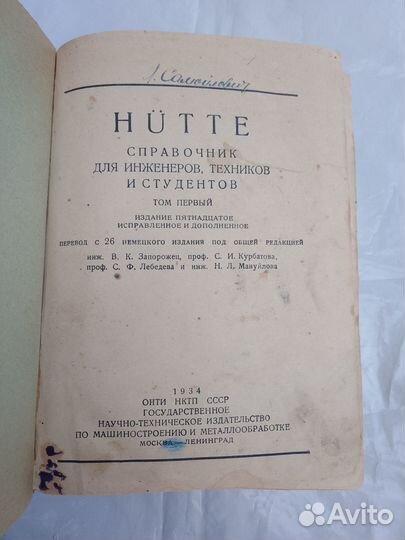 HÜTTE
СПРАВОЧНИК
ДЛЯ ИНЖЕНЕРОВ, ТЕХНИКОВ
И СТУДЕНТОВ
ТОМ ПЕРВЫЙ
ИЗДАНИЕ ПЯТНАДЦАТОЕ
ИСПРАВЛЕННОЕ И ДОПОЛНЕННОЕ
ПЕРЕВОД С 26 НЕМЕЦКОГО ИЗДАНИЯ ПОД ОБЩЕЙ РЕДАКЦИЕЙ
инж. В. К. Запорожец, проф. С. И. Курбатова,
проф. С. Ф. Лебедева и инж. Н. Л. Мануйлова
1934
ОНТИ НКТП СССР
ГОСУДАРСТВЕННОЕ
НАУЧНО-ТЕХНИЧЕСКОЕ ИЗДАТЕЛЬСТВО
ПО МАШИНОСТРОЕНИЮ И МЕТАЛЛООБРАБОТКЕ
МОСКВА—ЛЕНИНГРАД
Avito